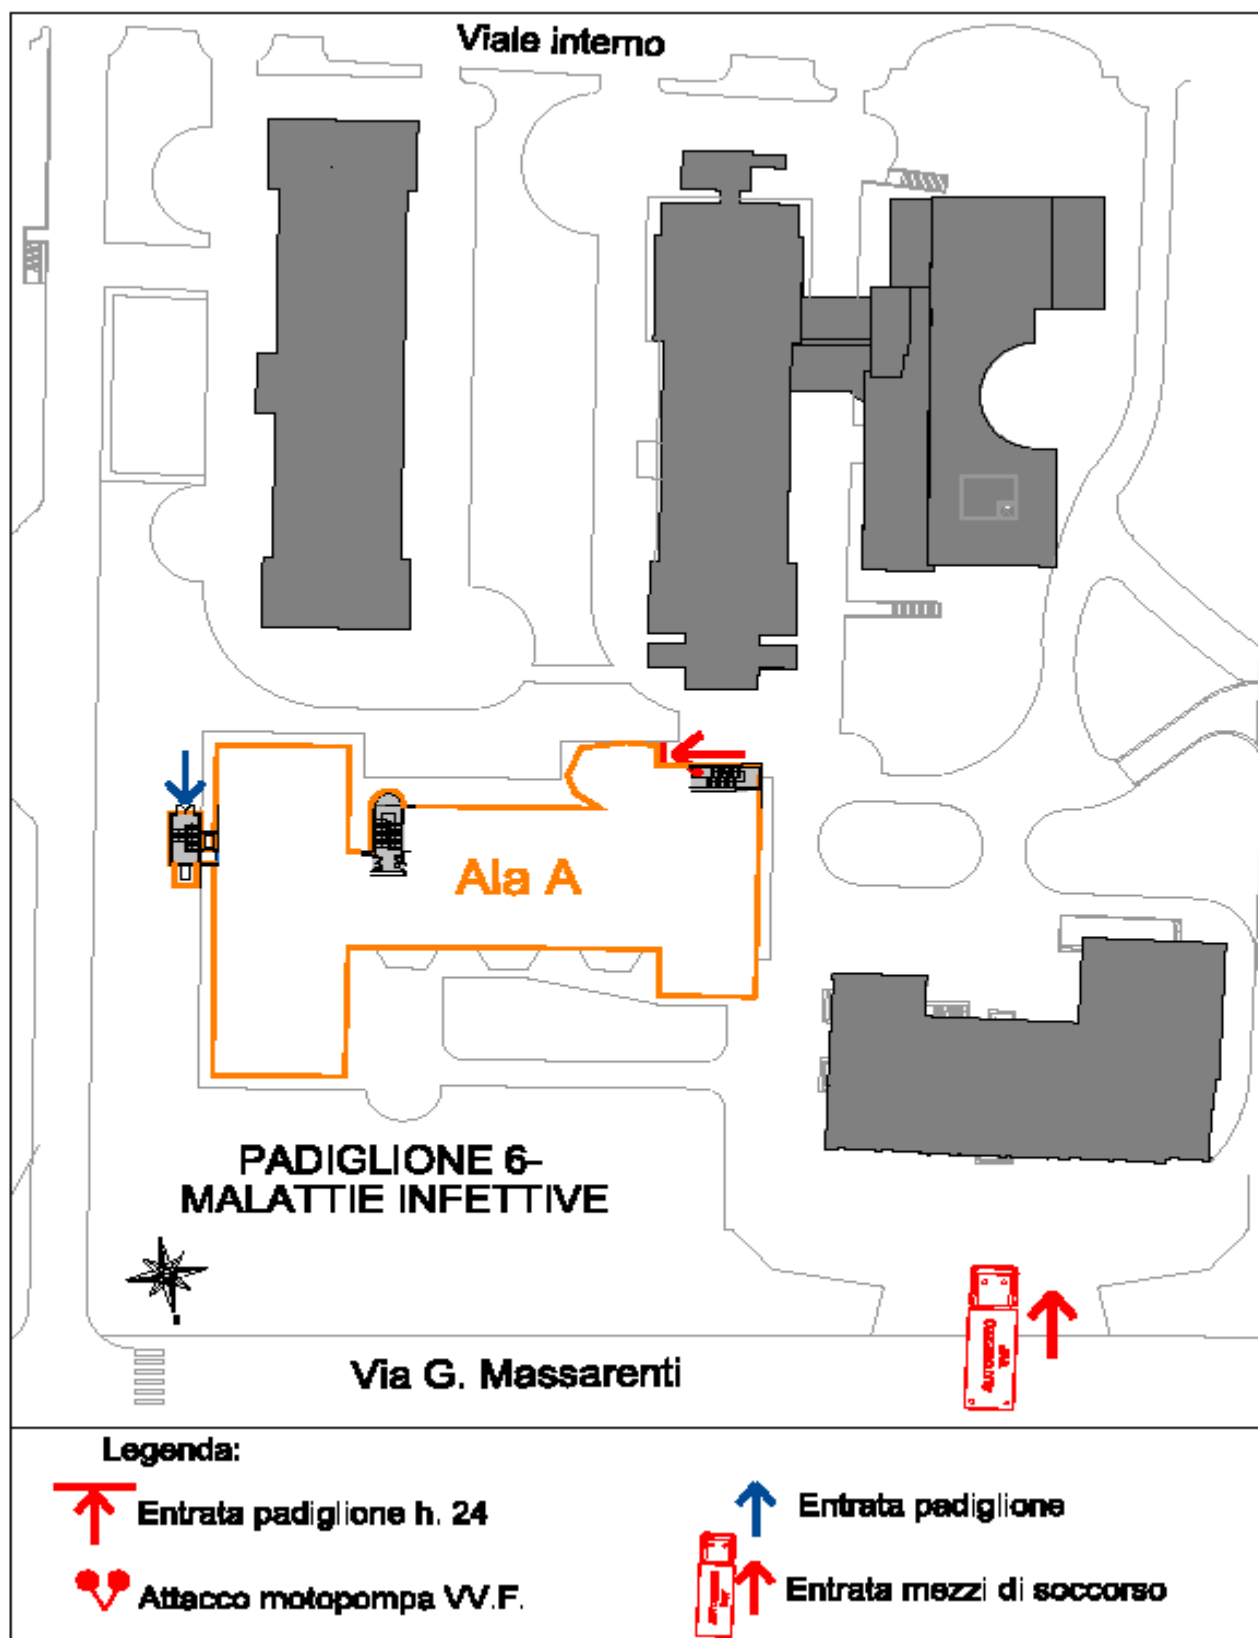 Viale interno
Ala A
PADIGLIONE 6-
MALATTIE INFETTIVE
Via G. Massarenti
Legenda:
Entrata padiglione h. 24
Entrata padiglione
Attacco motopompa VV.F.
Entrata mezzi di soccorso